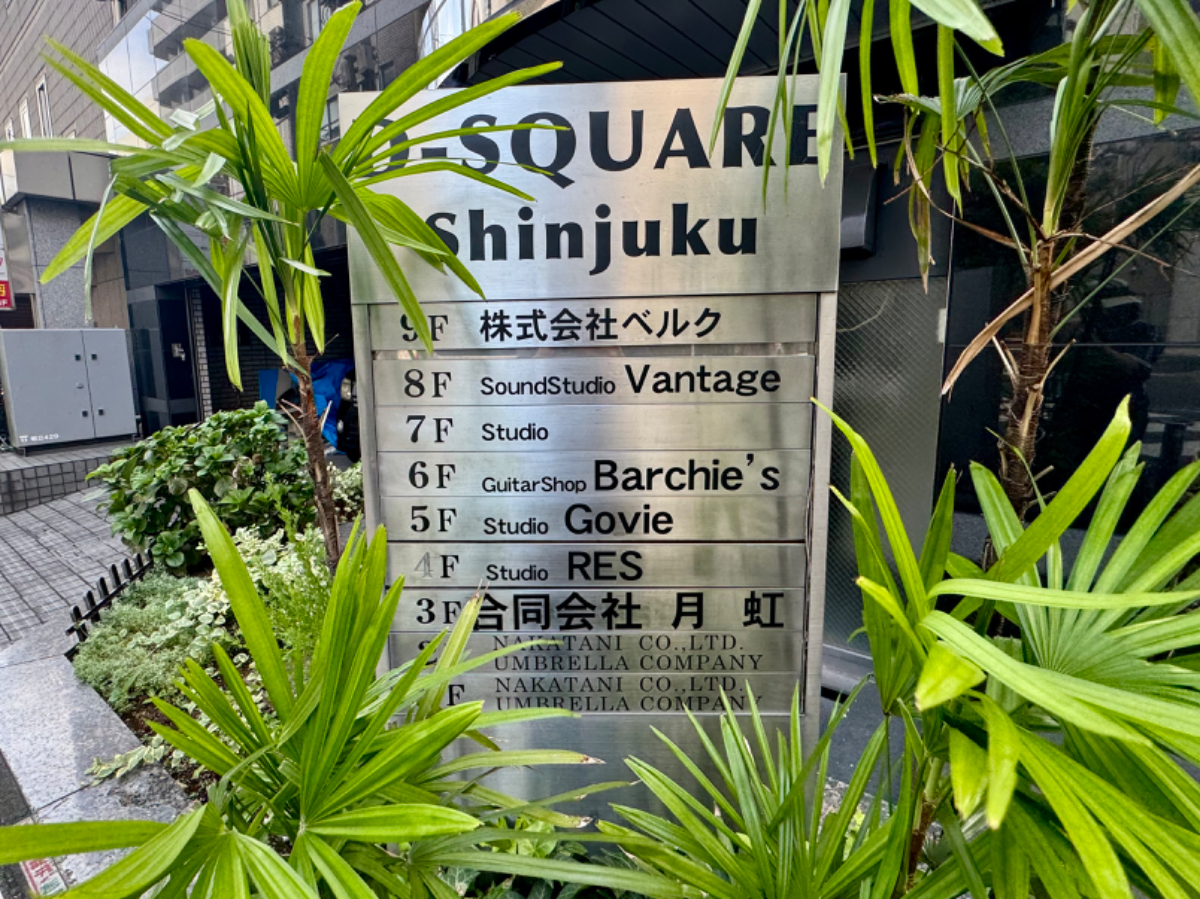 D-SQUARE
Shinjuku
9F 株式会社ベルク
8F SoundStudio Vantage
7F Studio
6F GuitarShop Barchie's
5F Studio Govie
4F Studio RES
3F 合同会社 月 虹
NAKATANI CO.,LTD.
UMBRELLA COMPANY
F NAKATANI CO.,LTD.
UMBRELLA COMPANY